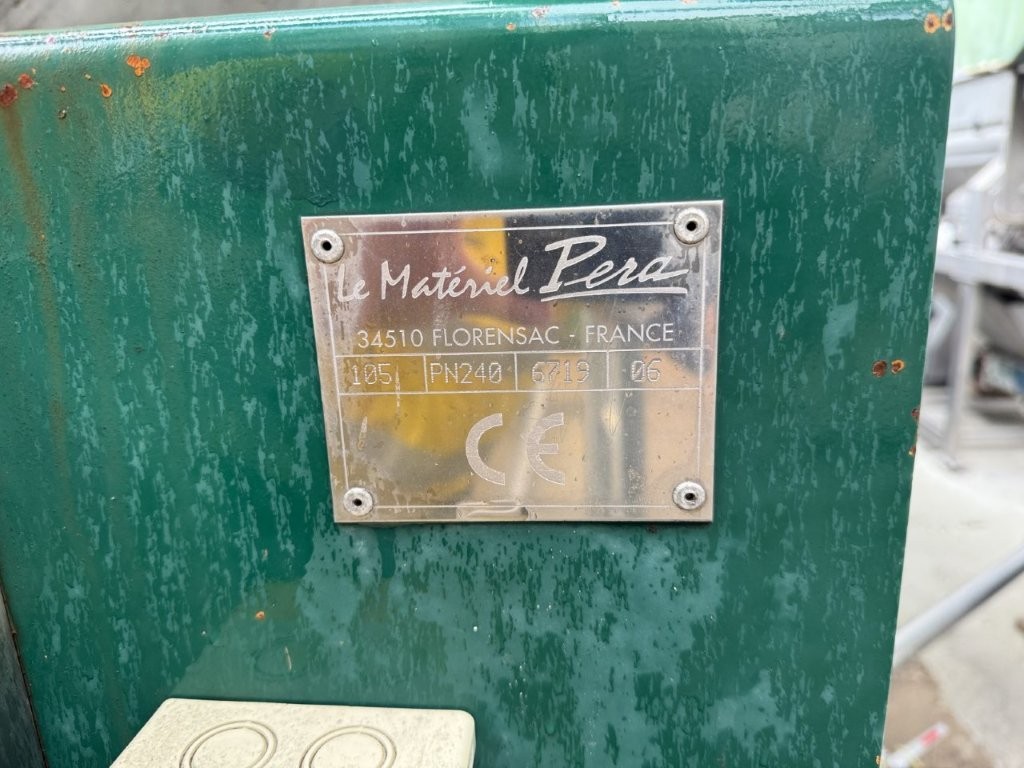 Le Matériel Pera
34510 FLORENSAC - FRANCE
105 PN240 6719 06
CE